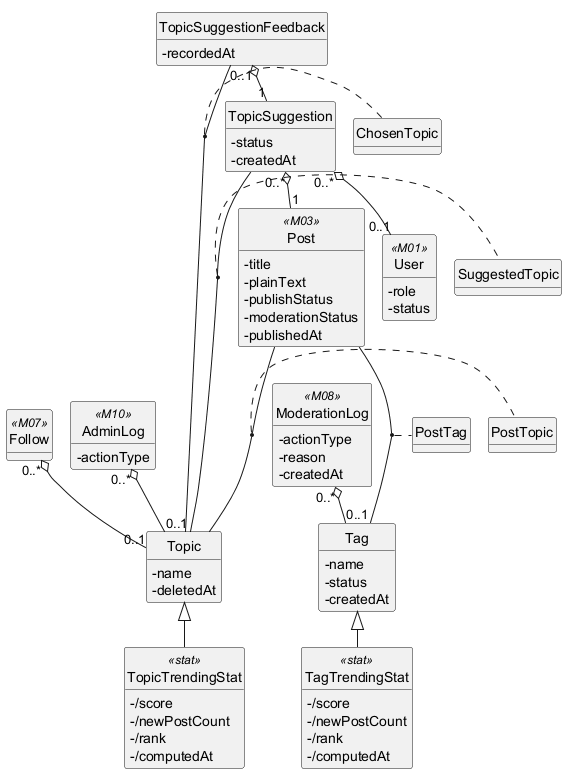 TopicSuggestionFeedback
-recordedAt
0..1
1
TopicSuggestion
-status
-createdAt
ChosenTopic
0..*
0..*
1
0..1
«M03»
Post
-title
-plainText
-publishStatus
-moderationStatus
-publishedAt
«M01»
User
-role
-status
SuggestedTopic
«M07»
Follow
«M10»
AdminLog
-actionType
«M08»
ModerationLog
-actionType
-reason
-createdAt
PostTag
PostTopic
0..*
0..*
0..*
0..1
0..1
0..1
Topic
-name
-deletedAt
Tag
-name
-status
-createdAt
«stat»
TopicTrendingStat
-/score
-/newPostCount
-/rank
-/computedAt
«stat»
TagTrendingStat
-/score
-/newPostCount
-/rank
-/computedAt